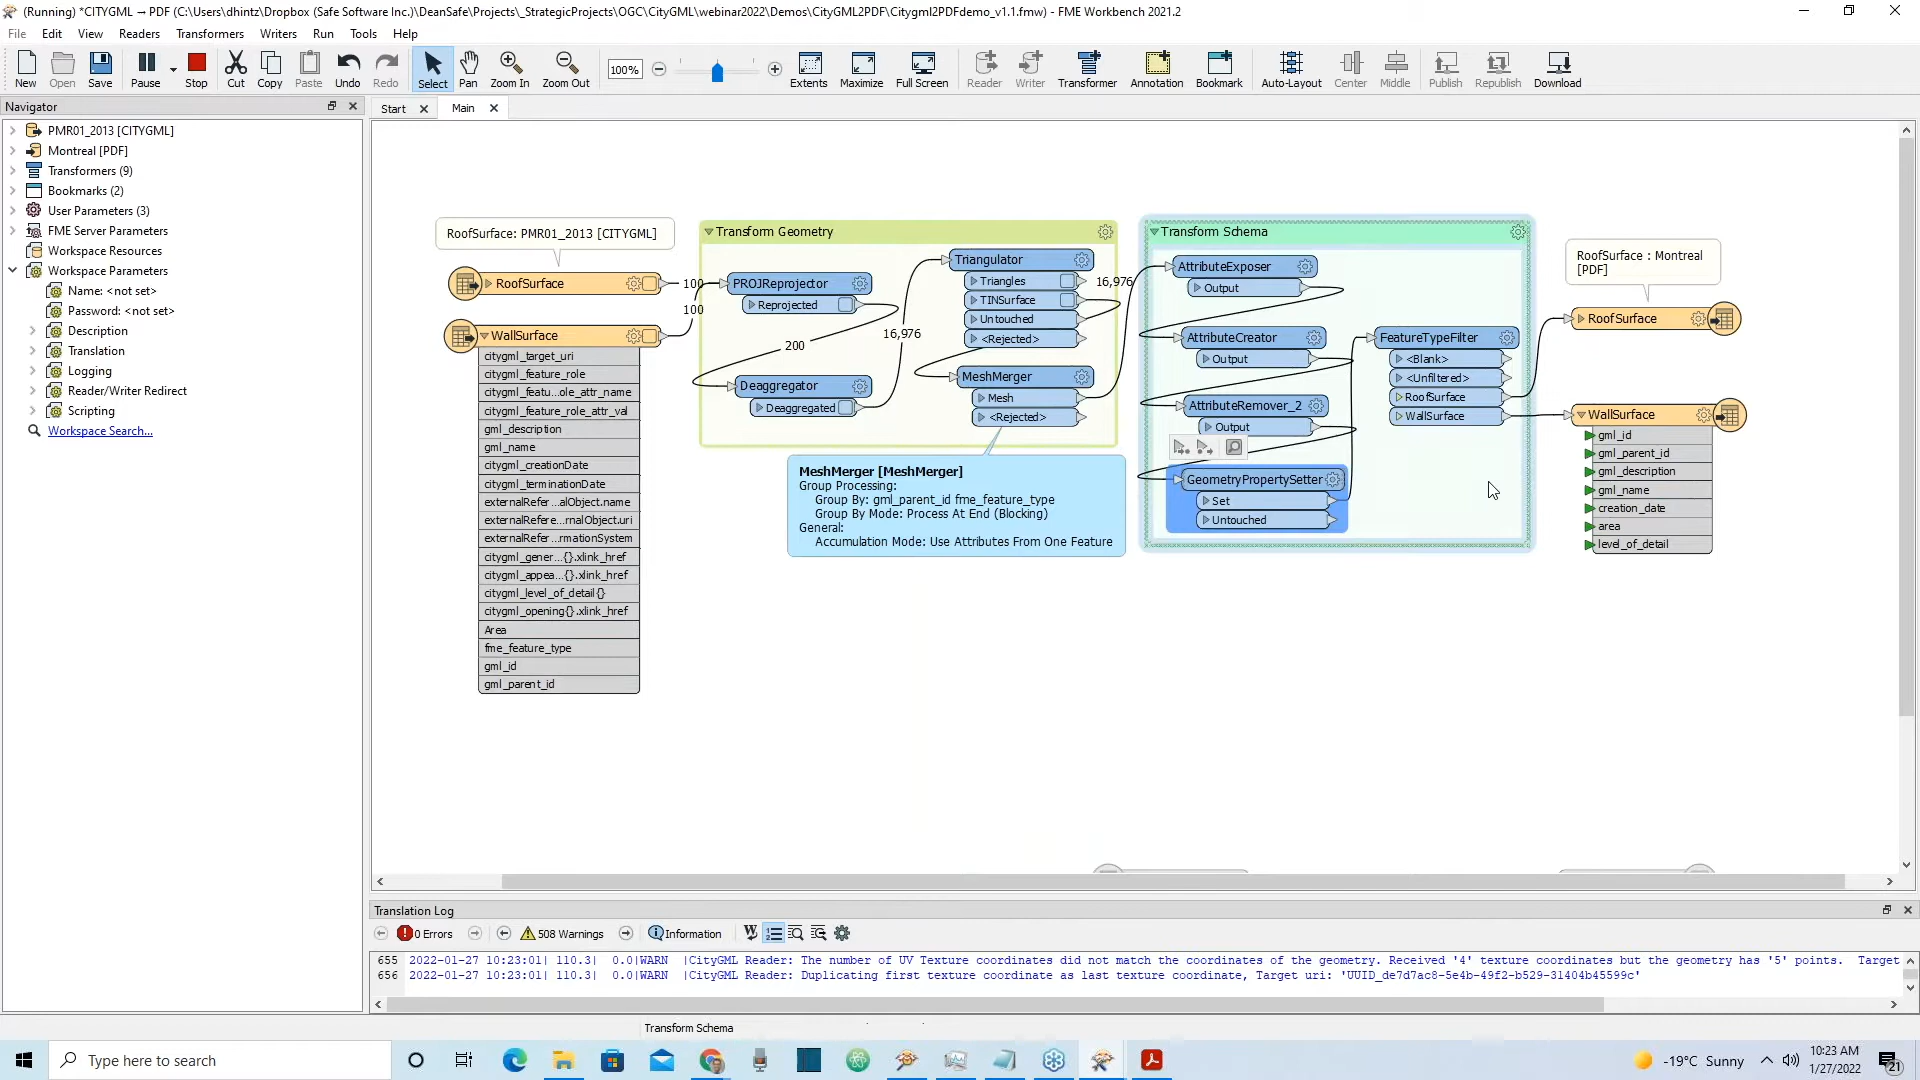 (Running) *CITYGML → PDF (C:\Users\dhintz\Dropbox (Safe Software Inc.)\DeanSafe\Projects\_StrategicProjects\OGC\CityGML\webinar2022\Demos\CityGML2PDF\Citygml2PDFdemo_v1.1.fmw) - FME Workbench 2021.2
File Edit View Readers Transformers Writers Run Tools Help
New Open Save Pause Stop Cut Copy Paste Undo Redo Select Pan Zoom In Zoom Out 100% Extents Maximize Full Screen Reader Writer Transformer Annotation Bookmark Auto-Layout Center Middle Publish Republish Download
Navigator
Start Main
PMR01_2013 [CITYGML]
Montreal [PDF]
Transformers (9)
Bookmarks (2)
User Parameters (3)
FME Server Parameters
Workspace Resources
Workspace Parameters
Name: <not set>
Password: <not set>
Description
Translation
Logging
Reader/Writer Redirect
Scripting
Workspace Search...
RoofSurface: PMR01_2013 [CITYGML]
RoofSurface
100
100
WallSurface
citygml_target_uri
citygml_feature_role
citygml_featu...ole_attr_name
citygml_feature_role_attr_val
gml_description
gml_name
citygml_creationDate
citygml_terminationDate
externalRefer...alObject.name
externalRefere...rnalObject.uri
externalRefer...rmationSystem
citygml_gener...{}.xlink_href
citygml_appea...{}.xlink_href
citygml_level_of_detail{}
citygml_opening{}.xlink_href
Area
fme_feature_type
gml_id
gml_parent_id
Transform Geometry
PROJReprojector
Reprojected
200
Deaggregator
Deaggregated
16,976
Triangulator
Triangles
TINSurface
Untouched
<Rejected>
16,976
MeshMerger
Mesh
<Rejected>
MeshMerger [MeshMerger]
Group Processing:
Group By: gml_parent_id fme_feature_type
Group By Mode: Process At End (Blocking)
General:
Accumulation Mode: Use Attributes From One Feature
Transform Schema
AttributeExposer
Output
AttributeCreator
Output
AttributeRemover_2
Output
GeometryPropertySetter
Set
Untouched
FeatureTypeFilter
<Blank>
<Unfiltered>
RoofSurface
WallSurface
RoofSurface : Montreal
[PDF]
RoofSurface
WallSurface
gml_id
gml_parent_id
gml_description
gml_name
creation_date
area
level_of_detail
Translation Log
0 Errors 508 Warnings Information
655 2022-01-27 10:23:01| 110.3| 0.0|WARN |CityGML Reader: The number of UV Texture coordinates did not match the coordinates of the geometry. Received '4' texture coordinates but the geometry has '5' points. Target
656 2022-01-27 10:23:01| 110.3| 0.0|WARN |CityGML Reader: Duplicating first texture coordinate as last texture coordinate, Target uri: 'UUID_de7d7ac8-5e4b-49f2-b529-31404b45599c'
Transform Schema
Type here to search
-19°C Sunny
10:23 AM
1/27/2022
21